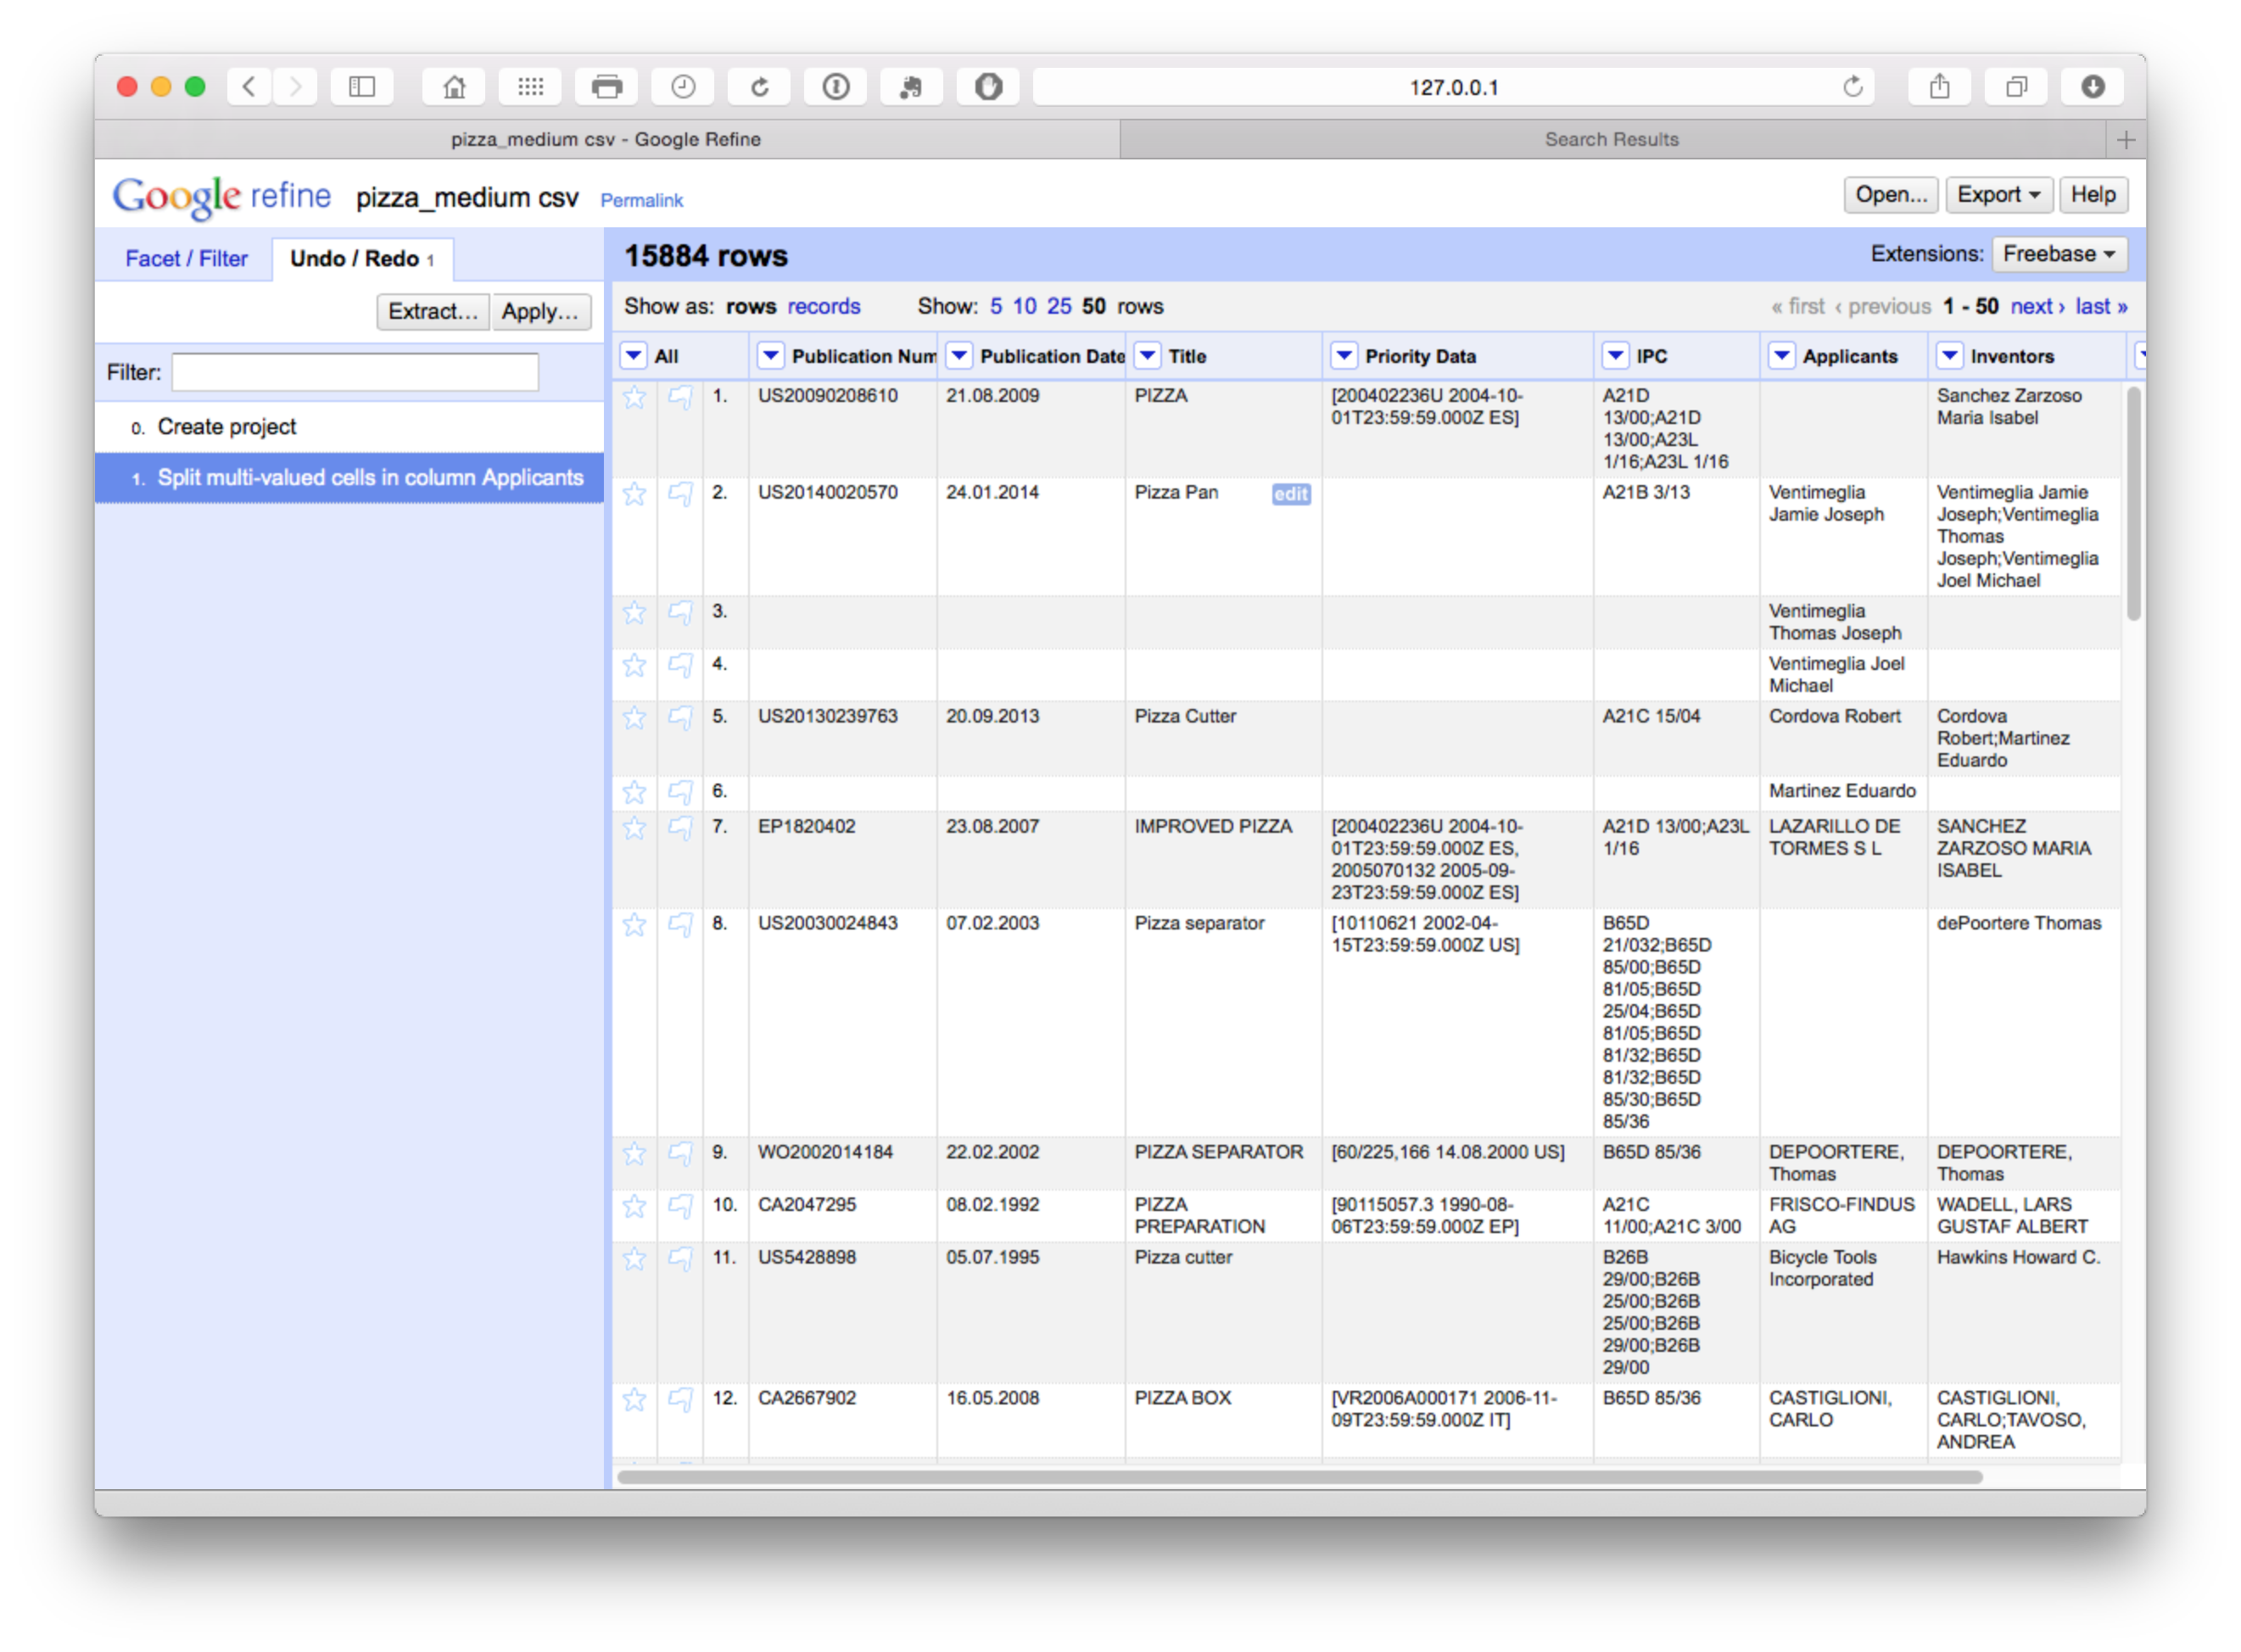 127.0.0.1
pizza_medium csv - Google Refine
Search Results
Google refine pizza_medium csv Permalink
Open...
Export
Help
Facet / Filter
Undo / Redo 1
15884 rows
Extensions:
Freebase
Extract...
Apply...
Show as: rows records
Show: 5 10 25 50 rows
« first ‹ previous 1 - 50 next › last »
Filter:
0. Create project
1. Split multi-valued cells in column Applicants
All
Publication Num
Publication Date
Title
Priority Data
IPC
Applicants
Inventors
1.
US20090208610
21.08.2009
PIZZA
[200402236U 2004-10-
01T23:59:59.000Z ES]
A21D
13/00;A21D
13/00;A23L
1/16;A23L 1/16
Sanchez Zarzoso
Maria Isabel
2.
US20140020570
24.01.2014
Pizza Pan
edit
A21B 3/13
Ventimeglia
Jamie Joseph
Ventimeglia Jamie
Joseph;Ventimeglia
Thomas
Joseph;Ventimeglia
Joel Michael
3.
Ventimeglia
Thomas Joseph
4.
Ventimeglia Joel
Michael
5.
US20130239763
20.09.2013
Pizza Cutter
A21C 15/04
Cordova Robert
Cordova
Robert;Martinez
Eduardo
6.
Martinez Eduardo
7.
EP1820402
23.08.2007
IMPROVED PIZZA
[200402236U 2004-10-
01T23:59:59.000Z ES,
2005070132 2005-09-
23T23:59:59.000Z ES]
A21D 13/00;A23L
1/16
LAZARILLO DE
TORMES S L
SANCHEZ
ZARZOSO MARIA
ISABEL
8.
US20030024843
07.02.2003
Pizza separator
[10110621 2002-04-
15T23:59:59.000Z US]
B65D
21/032;B65D
85/00;B65D
81/05;B65D
25/04;B65D
81/05;B65D
81/32;B65D
81/32;B65D
85/30;B65D
85/36
dePoortere Thomas
9.
WO2002014184
22.02.2002
PIZZA SEPARATOR
[60/225,166 14.08.2000 US]
B65D 85/36
DEPOORTERE,
Thomas
DEPOORTERE,
Thomas
10.
CA2047295
08.02.1992
PIZZA
PREPARATION
[90115057.3 1990-08-
06T23:59:59.000Z EP]
A21C
11/00;A21C 3/00
FRISCO-FINDUS
AG
WADELL, LARS
GUSTAF ALBERT
11.
US5428898
05.07.1995
Pizza cutter
B26B
29/00;B26B
25/00;B26B
25/00;B26B
29/00;B26B
29/00
Bicycle Tools
Incorporated
Hawkins Howard C.
12.
CA2667902
16.05.2008
PIZZA BOX
[VR2006A000171 2006-11-
09T23:59:59.000Z IT]
B65D 85/36
CASTIGLIONI,
CARLO
CASTIGLIONI,
CARLO;TAVOSO,
ANDREA